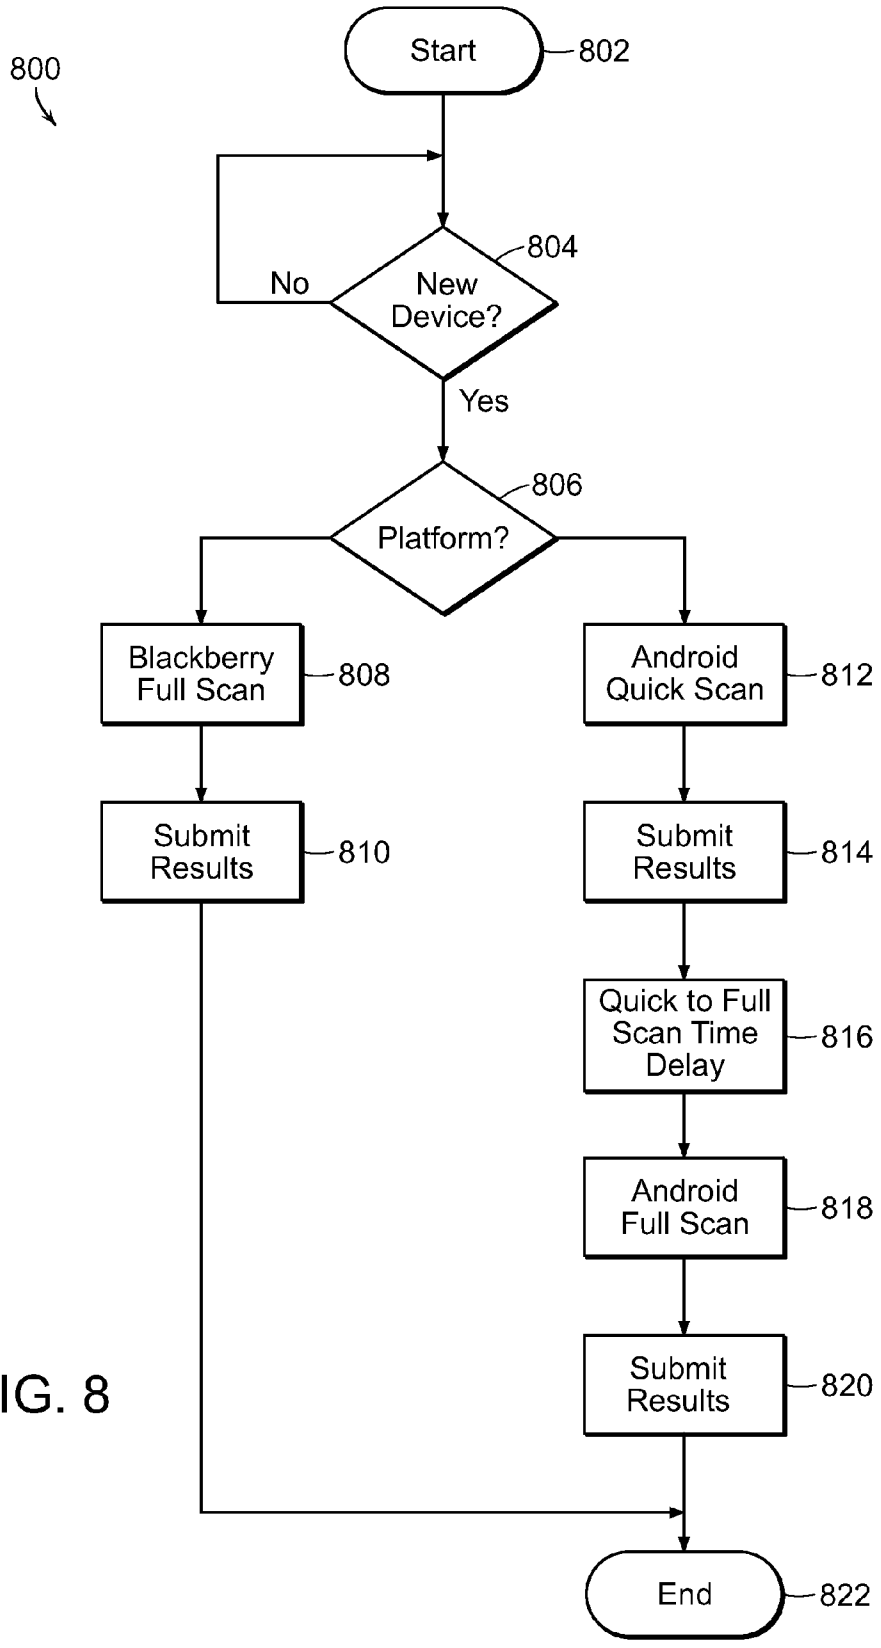 Start
802
800
804
New
Device?
No
Yes
806
Platform?
Blackberry
Full Scan
808
Android
Quick Scan
812
Submit
Results
810
Submit
Results
814
Quick to Full
Scan Time
Delay
816
Android
Full Scan
818
Submit
Results
820
IG. 8
End
822